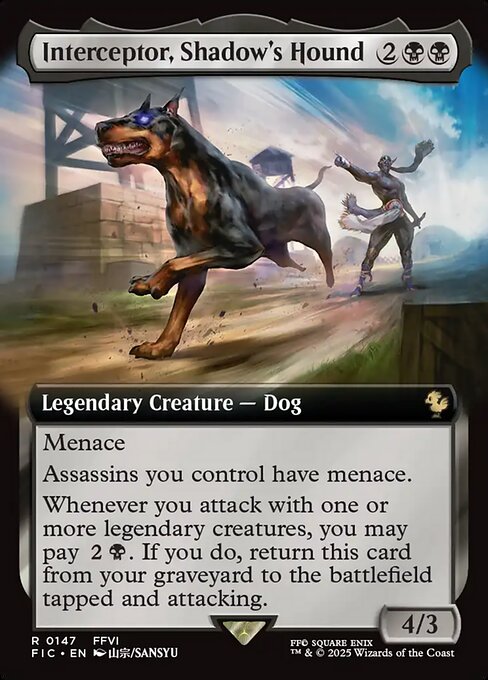 Interceptor, Shadow's Hound 2
Legendary Creature — Dog
Menace
Assassins you control have menace.
Whenever you attack with one or
more legendary creatures, you may
pay 2 . If you do, return this card
from your graveyard to the battlefield
tapped and attacking.
4/3
R 0147 FFVI
FIC • EN 山宗/SANSYU
FF© SQUARE ENIX
™ & © 2025 Wizards of the Coast